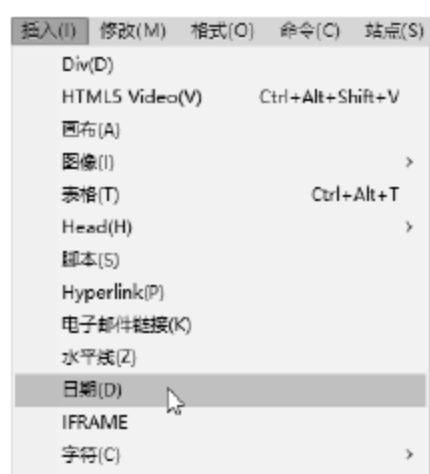 插入(I) 修改(M) 格式(O) 命令(C) 站点(S)
Div(D)
HTML5 Video(V) Ctrl+Alt+Shift+V
画布(A)
图像(I) >
表格(T) Ctrl+Alt+T
Head(H) >
脚本(S)
Hyperlink(P)
电子邮件链接(K)
水平线(Z)
日期(D)
IFRAME
字符(C) >